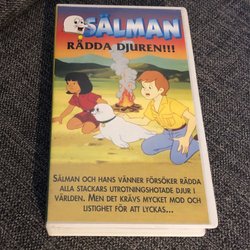 SÄLMAN
RÄDDA DJUREN!!!
SÄLMAN OCH HANS VÄNNER FÖRSÖKER RÄDDA
ALLA STACKARS UTROTNINGSHOTADE DJUR I
VÄRLDEN. MEN DET KRÄVS MYCKET MOD OCH
LISTIGHET FÖR ATT LYCKAS...